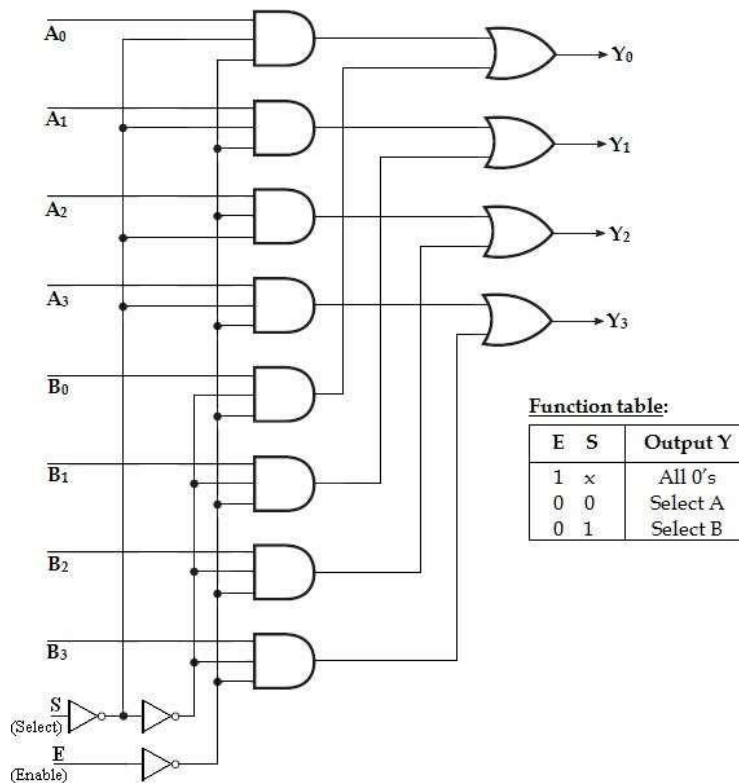 A0
Y0
A1
Y1
A2
Y2
A3
Y3
B0
B1
B2
B3
S
(Select)
E
(Enable)
Function table:
E S Output Y
1 x All 0's
0 0 Select A
0 1 Select B